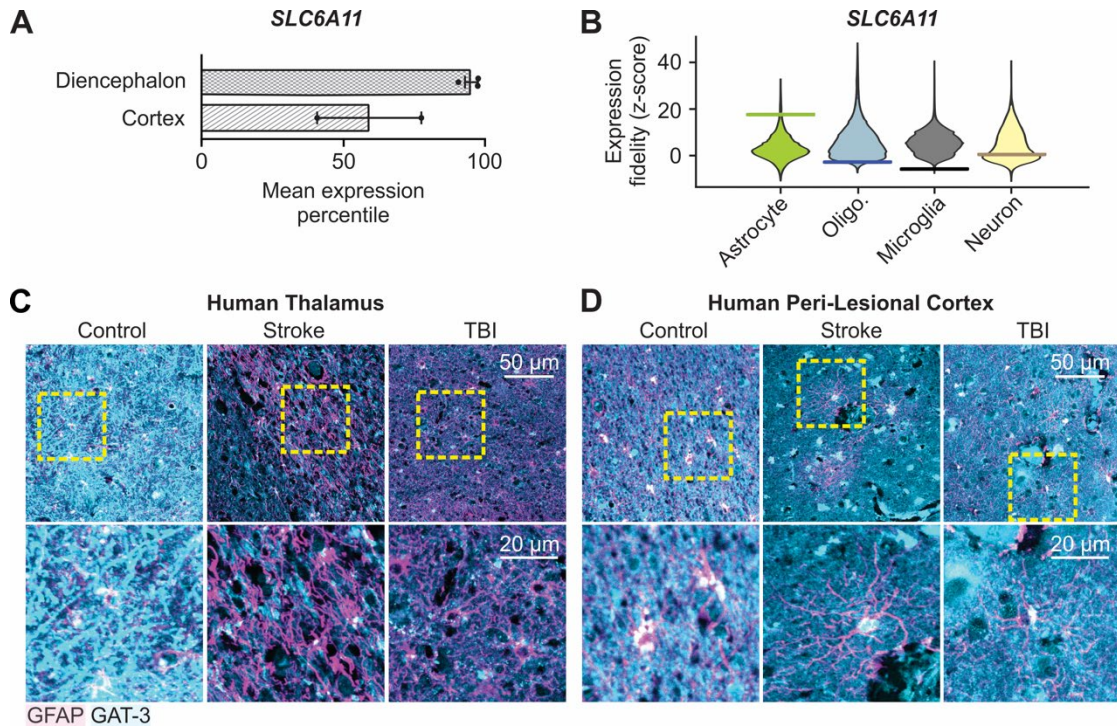 A
SLC6A11
Diencephalon
Cortex
0
50
100
Mean expression
percentile
B
SLC6A11
Expression
fidelity (z-score)
40
20
0
Astrocyte
Oligo.
Microglia
Neuron
C
Human Thalamus
Control
Stroke
TBI
50 µm
20 µm
GFAP GAT-3
D
Human Peri-Lesional Cortex
Control
Stroke
TBI
50 µm
20 µm